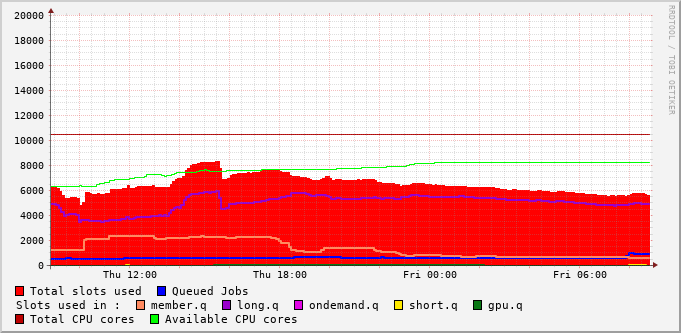 RRDTOOL / TOBI OETIKER
20000
18000
16000
14000
12000
10000
8000
6000
4000
2000
0
Thu 12:00 Thu 18:00 Fri 00:00 Fri 06:00
Total slots used Queued Jobs
Slots used in : member.q long.q ondemand.q short.q gpu.q
Total CPU cores Available CPU cores